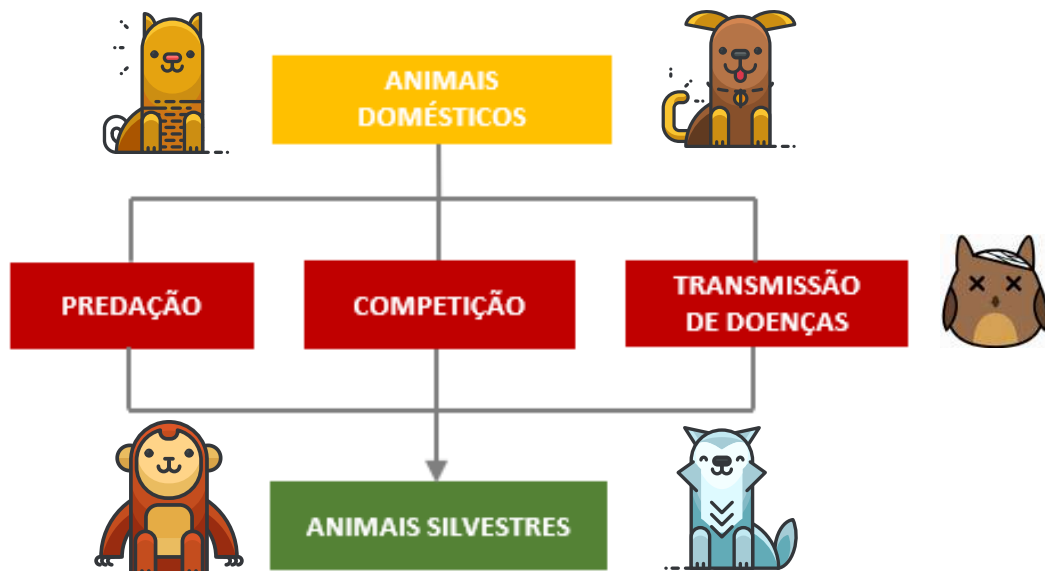 ANIMAIS
DOMÉSTICOS
PREDAÇÃO
COMPETIÇÃO
TRANSMISSÃO
DE DOENÇAS
ANIMAIS SILVESTRES